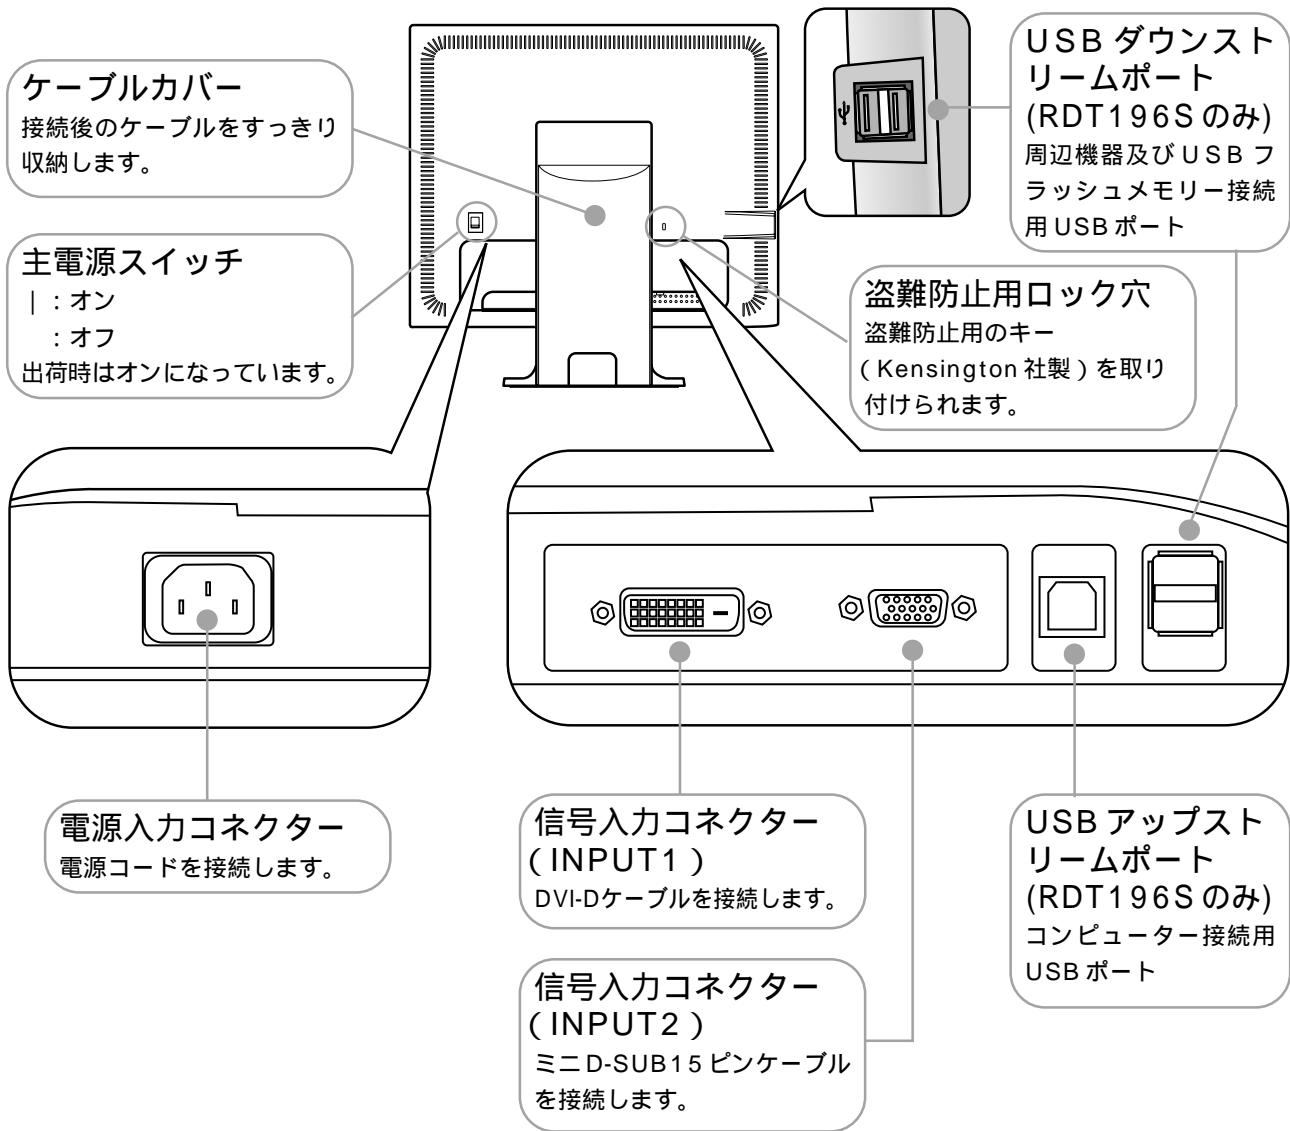 ケーブルカバー
接続後のケーブルをすっきり
収納します。
主電源スイッチ
｜：オン
：オフ
出荷時はオンになっています。
USB ダウンスト
リームポート
(RDT196S のみ)
周辺機器及び USB フ
ラッシュメモリー接続
用 USB ポート
盗難防止用ロック穴
盗難防止用のキー
（Kensington 社製）を取り
付けられます。
電源入力コネクター
電源コードを接続します。
信号入力コネクター
（INPUT1）
DVI-Dケーブルを接続します。
信号入力コネクター
（INPUT2）
ミニ D-SUB15 ピンケーブル
を接続します。
USB アップスト
リームポート
(RDT196S のみ)
コンピューター接続用
USB ポート